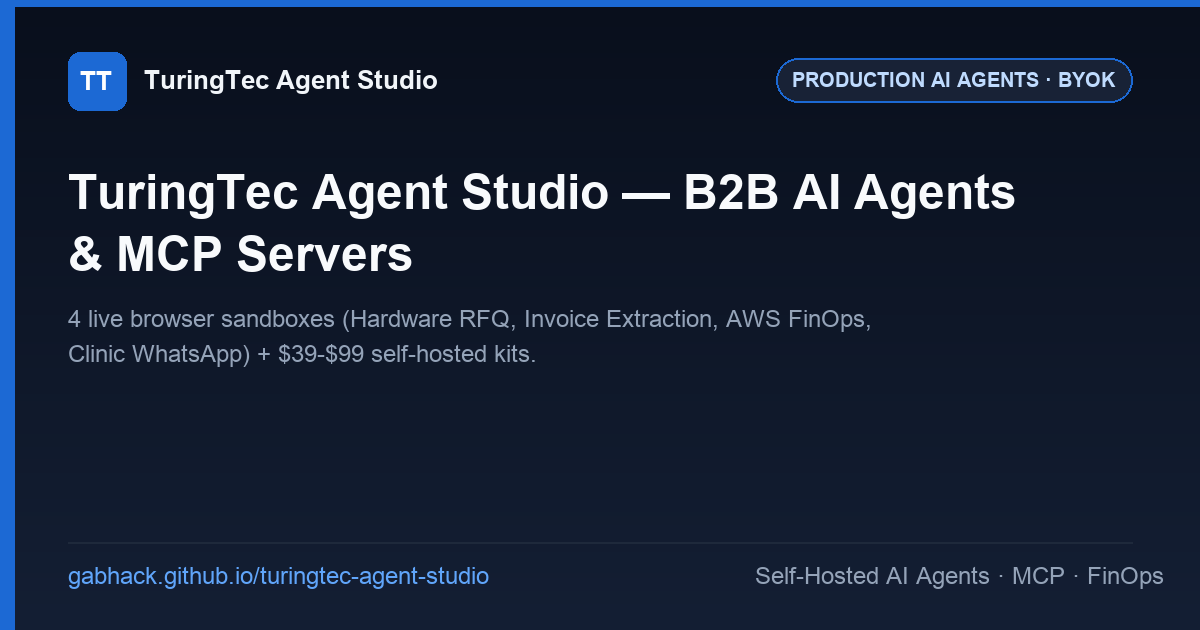 TT
TuringTec Agent Studio
PRODUCTION AI AGENTS · BYOK
TuringTec Agent Studio — B2B AI Agents
& MCP Servers
4 live browser sandboxes (Hardware RFQ, Invoice Extraction, AWS FinOps,
Clinic WhatsApp) + $39-$99 self-hosted kits.
gabhack.github.io/turingtec-agent-studio
Self-Hosted AI Agents · MCP · FinOps